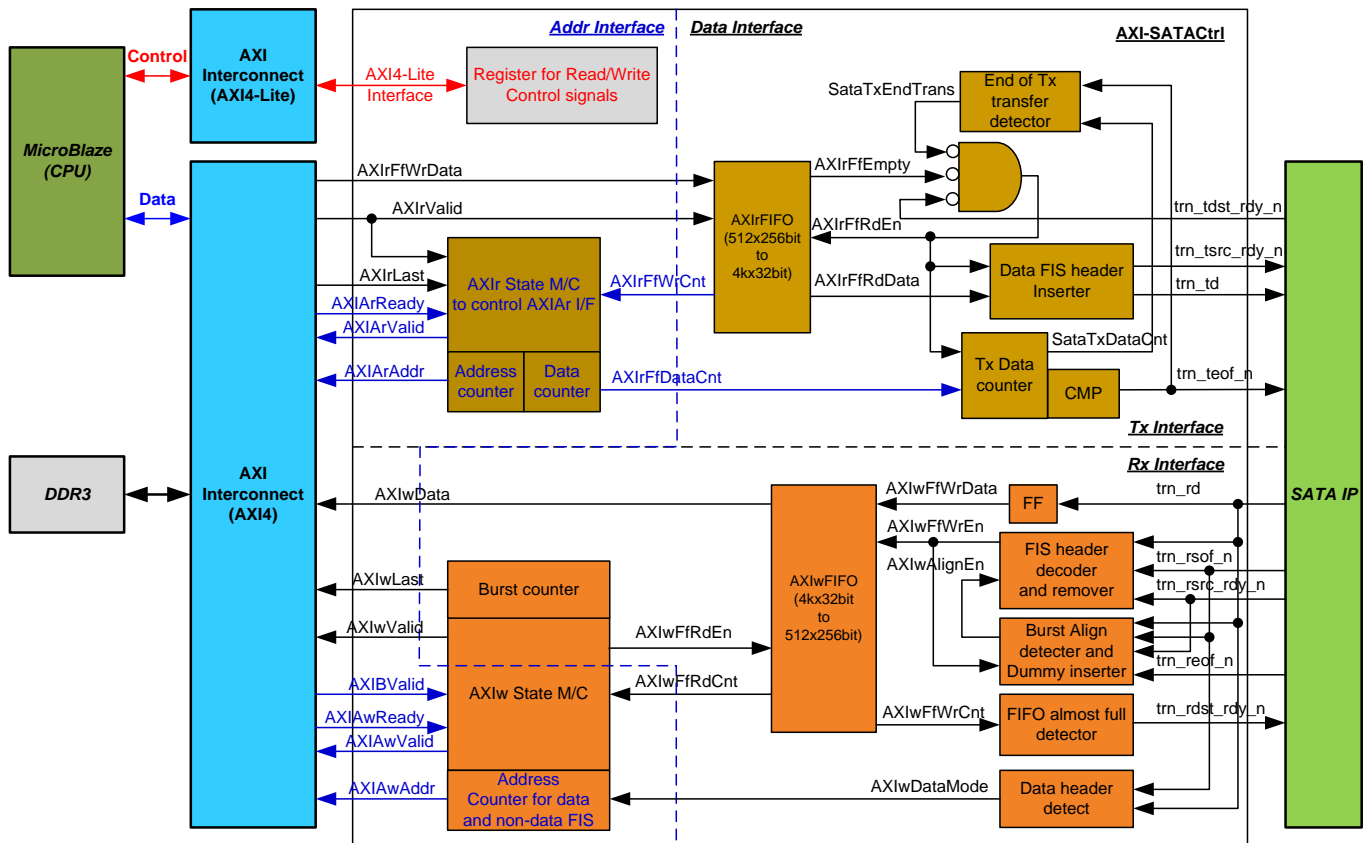 Addr Interface
Data Interface
AXI-SATACtrl
Control
AXI
Interconnect
(AXI4-Lite)
AXI4-Lite
Interface
Register for Read/Write
Control signals
SataTxEndTrans
End of Tx
transfer
detector
MicroBlaze
(CPU)
Data
AXIrFfWrData
AXIrValid
AXIrLast
AXIArReady
AXIArValid
AXIArAddr
AXIr State M/C
to control AXIAr I/F
Address
counter
Data
counter
AXIrFfWrCnt
AXIrFfDataCnt
AXIrFIFO
(512x256bit
to
4kx32bit)
AXIrFfEmpty
AXIrFfRdEn
AXIrFfRdData
Data FIS header
Inserter
trn_tdst_rdy_n
trn_tsrc_rdy_n
trn_td
SataTxDataCnt
Tx Data
counter
CMP
trn_teof_n
Tx Interface
Rx Interface
DDR3
AXI
Interconnect
(AXI4)
SATA IP
AXIwData
AXIwLast
AXIwValid
AXIBValid
AXIAwReady
AXIAwValid
AXIAwAddr
Burst counter
AXIw State M/C
Address
Counter for data
and non-data FIS
AXIwFfRdEn
AXIwFfRdCnt
AXIwFIFO
(4kx32bit
to
512x256bit)
AXIwFfWrData
AXIwFfWrEn
AXIwAlignEn
AXIwFfWrCnt
AXIwDataMode
FF
FIS header
decoder
and remover
Burst Align
detecter and
Dummy inserter
FIFO almost full
detector
Data header
detect
trn_rd
trn_rsof_n
trn_rsrc_rdy_n
trn_reof_n
trn_rdst_rdy_n